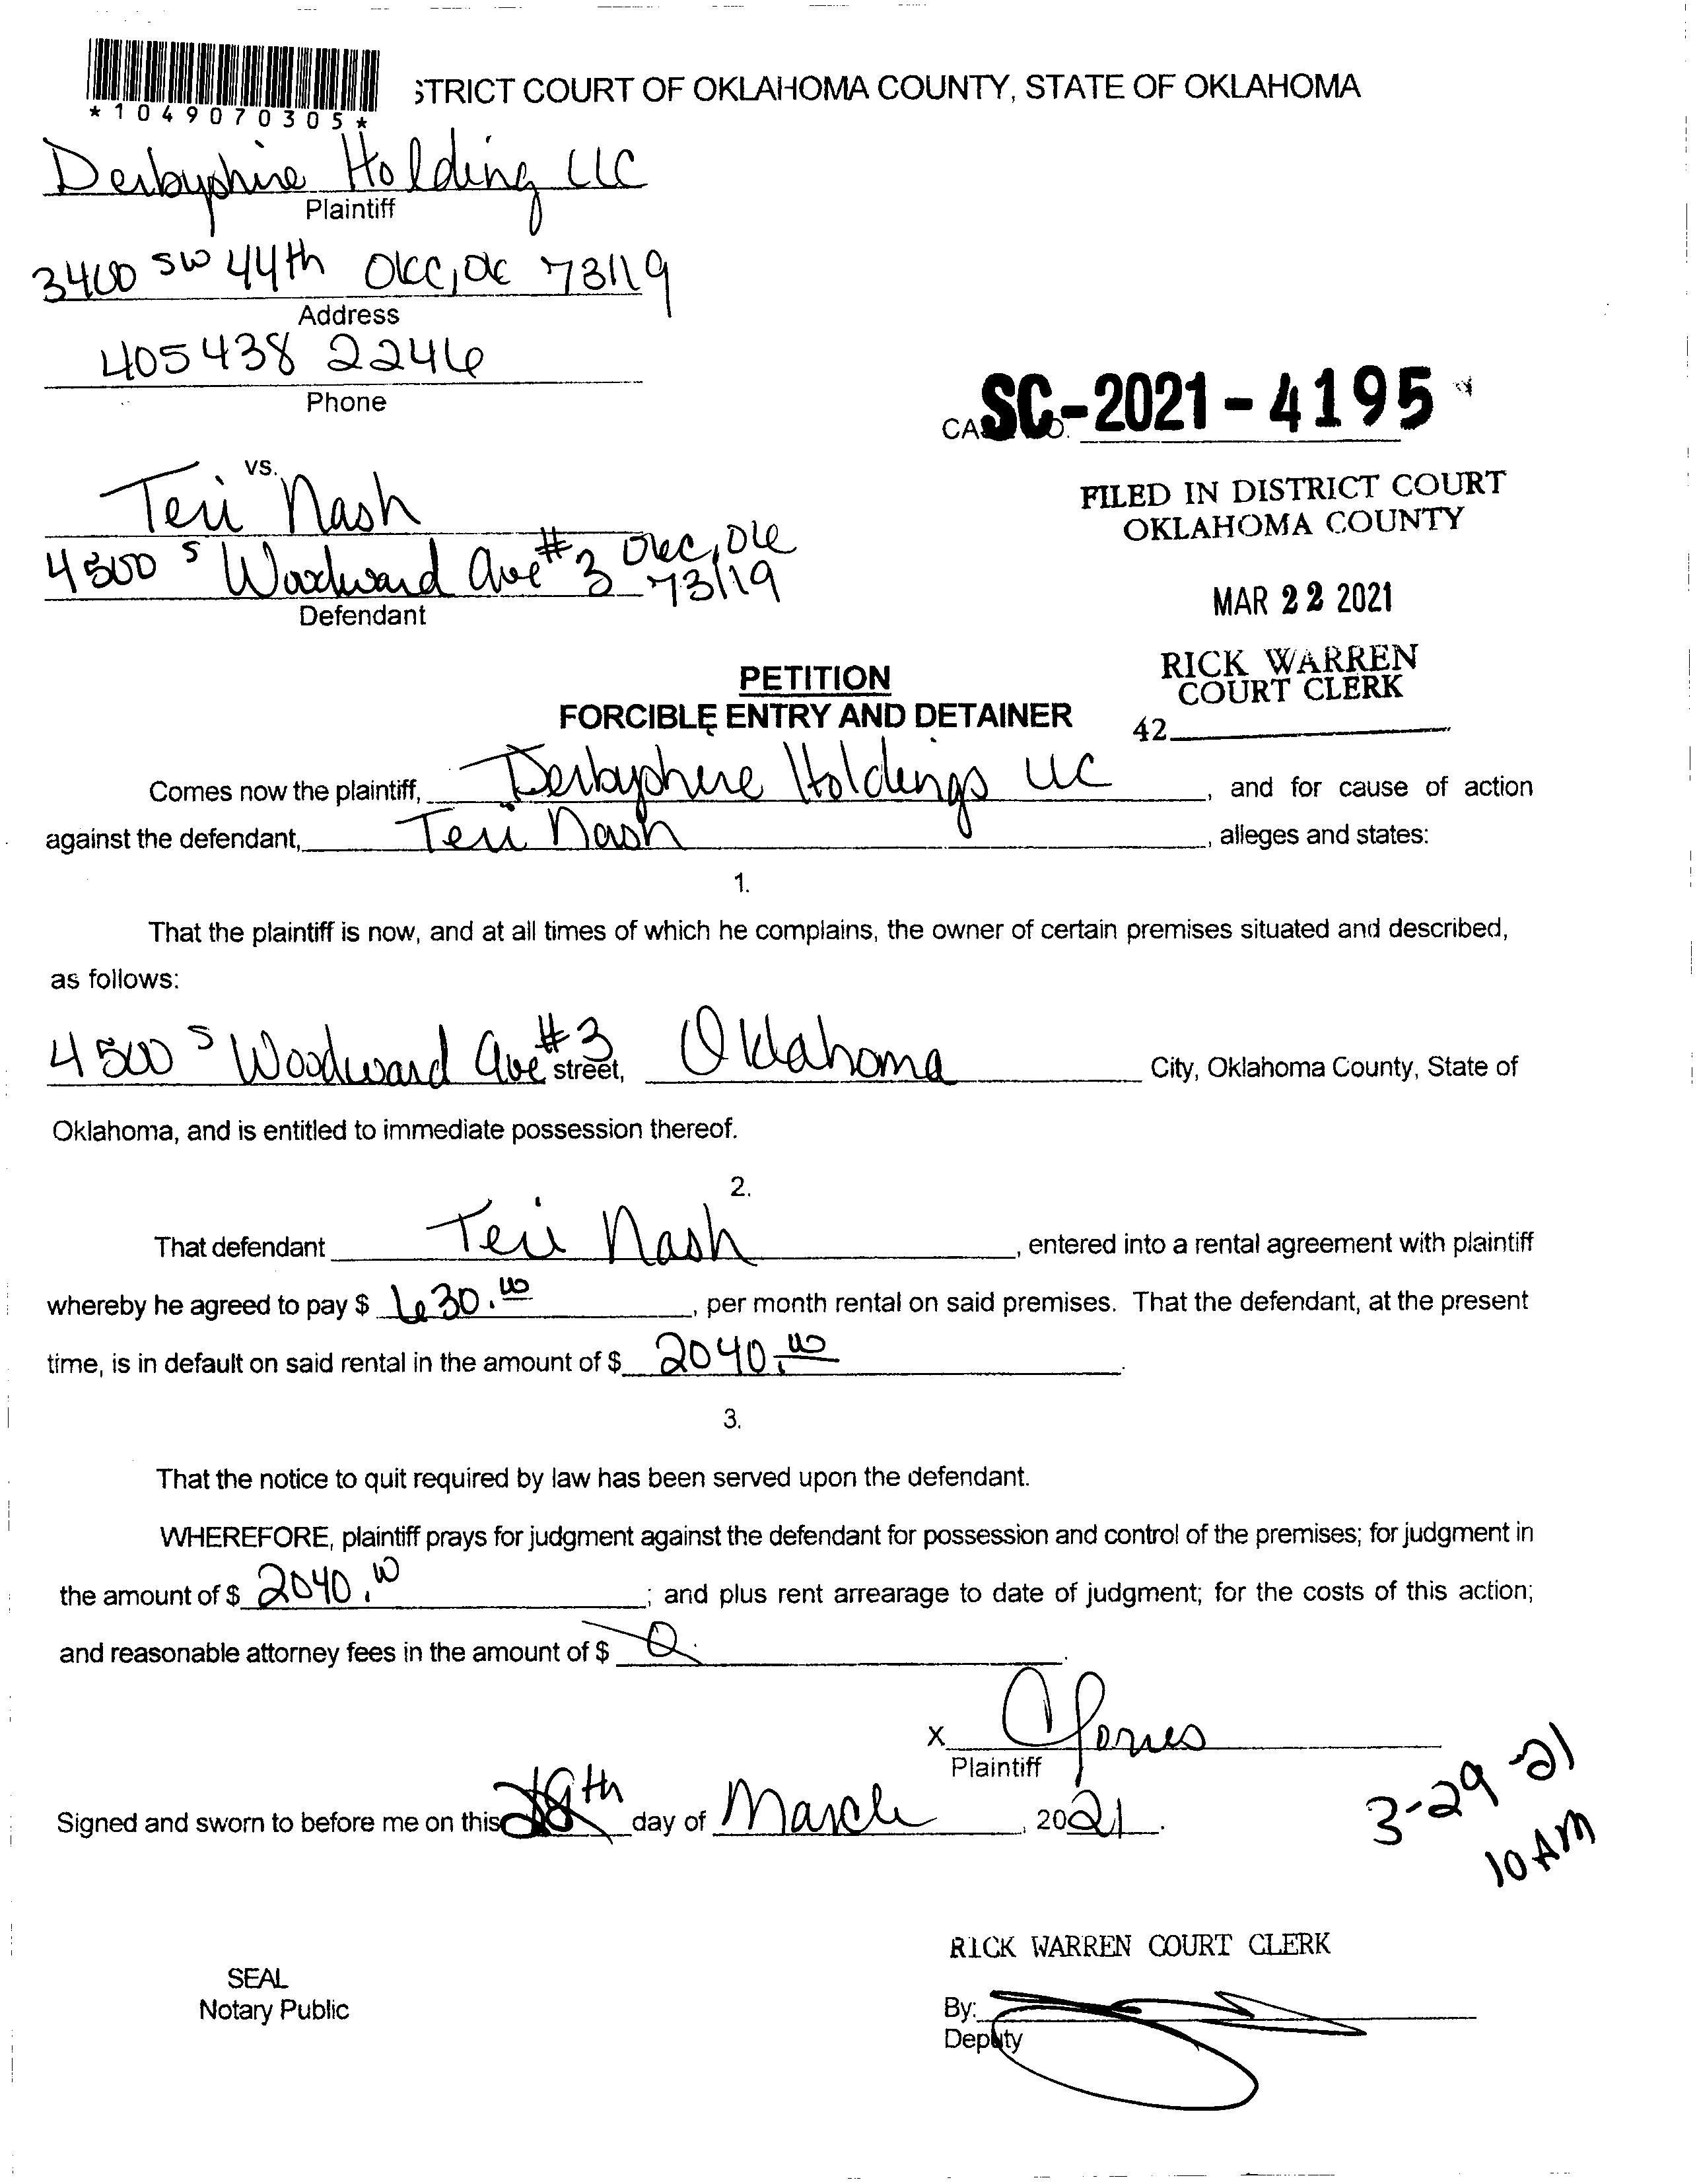 *1049070305*
STRICT COURT OF OKLAHOMA COUNTY, STATE OF OKLAHOMA
Derbyshire Holding LLC
Plaintiff
3400 SW 44th OKC, OK 73119
Address
405 438 2246
Phone
SC-2021-4195
CA O.
vs.
Teri Nash
4500 S Woodward Ave #3 OKC, OK
73119
Defendant
FILED IN DISTRICT COURT
OKLAHOMA COUNTY
MAR 22 2021
RICK WARREN
COURT CLERK
42
PETITION
FORCIBLE ENTRY AND DETAINER
Comes now the plaintiff, Derbyshire Holdings LLC, and for cause of action
against the defendant, Teri Nash, alleges and states:
1.
That the plaintiff is now, and at all times of which he complains, the owner of certain premises situated and described,
as follows:
4500 S Woodward Ave #3 street, Oklahoma City, Oklahoma County, State of
Oklahoma, and is entitled to immediate possession thereof.
2.
That defendant Teri Nash, entered into a rental agreement with plaintiff
whereby he agreed to pay $ 630.00, per month rental on said premises. That the defendant, at the present
time, is in default on said rental in the amount of $ 2040.00.
3.
That the notice to quit required by law has been served upon the defendant.
WHEREFORE, plaintiff prays for judgment against the defendant for possession and control of the premises; for judgment in
the amount of $ 2040.00; and plus rent arrearage to date of judgment; for the costs of this action;
and reasonable attorney fees in the amount of $ 0.
X
Plaintiff
Signed and sworn to before me on this day of March, 2021.
3-29-21
10 AM
RICK WARREN COURT CLERK
SEAL
Notary Public
By:
Deputy